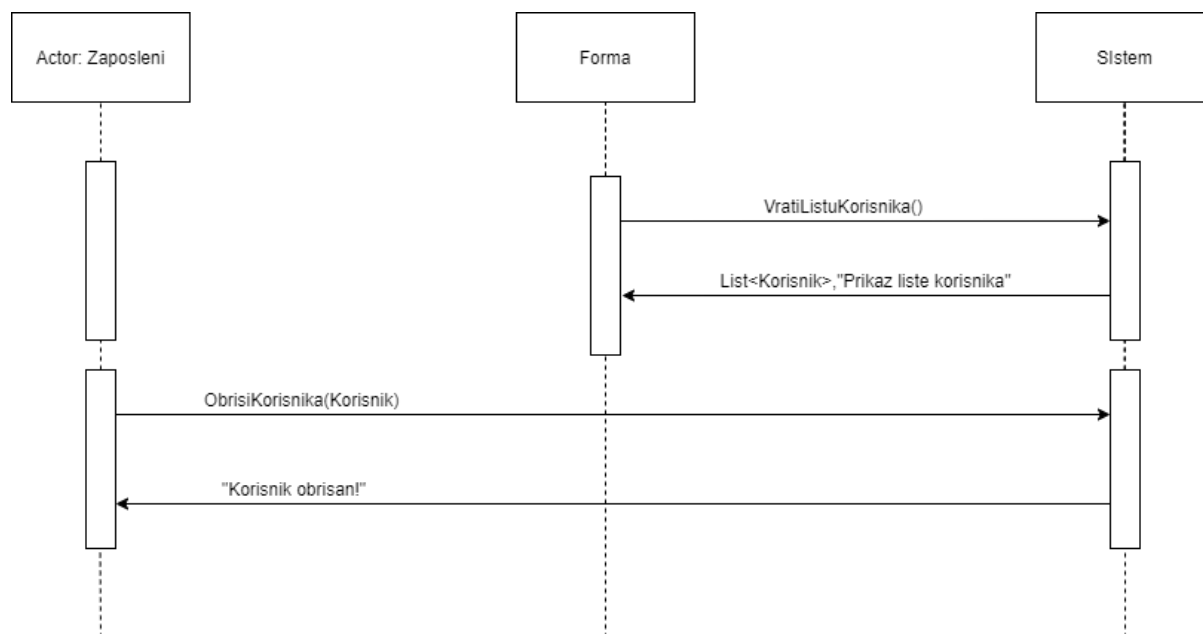 Actor: Zaposleni
Forma
SIstem
VratiListuKorisnika()
List<Korisnik>,"Prikaz liste korisnika"
ObrisiKorisnika(Korisnik)
"Korisnik obrisan!"